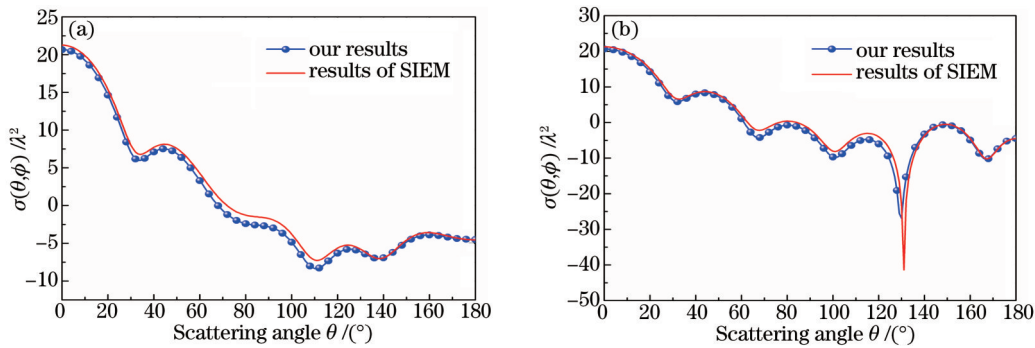 (a)
our results
results of SIEM
25
20
15
10
5
0
−5
−10
σ(θ,ϕ) /λ²
0 20 40 60 80 100 120 140 160 180
Scattering angle θ /(°)
(b)
our results
results of SIEM
30
20
10
0
−10
−20
−30
−40
−50
σ(θ,ϕ) /λ²
0 20 40 60 80 100 120 140 160 180
Scattering angle θ /(°)